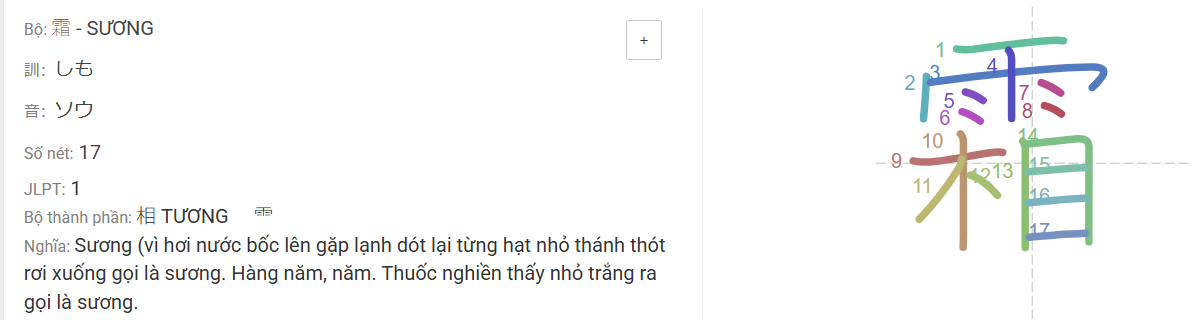 Bộ: 霜 - SƯƠNG
+
訓: しも
音: ソウ
Số nét: 17
JLPT: 1
Bộ thành phần: 相 TƯƠNG ⻗
Nghĩa: Sương (vì hơi nước bốc lên gặp lạnh dót lại từng hạt nhỏ thánh thót
rơi xuống gọi là sương. Hàng năm, năm. Thuốc nghiền thấy nhỏ trắng ra
gọi là sương.
霜
1
2
3
4
5
6
7
8
9
10
11
12
13
14
15
16
17